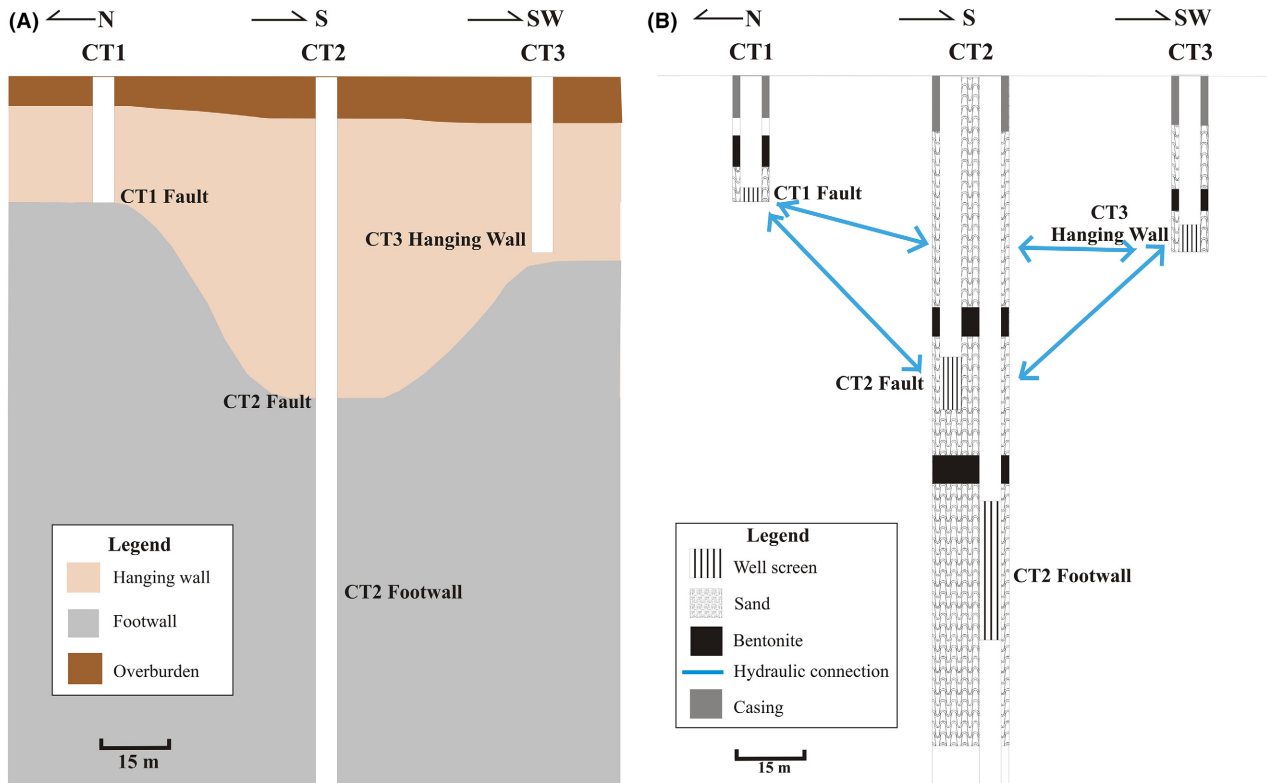 (A)
N
S
SW
CT1
CT2
CT3
CT1 Fault
CT3 Hanging Wall
CT2 Fault
CT2 Footwall
Legend
Hanging wall
Footwall
Overburden
15 m
(B)
N
S
SW
CT1
CT2
CT3
CT1 Fault
CT3
Hanging Wall
CT2 Fault
CT2 Footwall
Legend
Well screen
Sand
Bentonite
Hydraulic connection
Casing
15 m